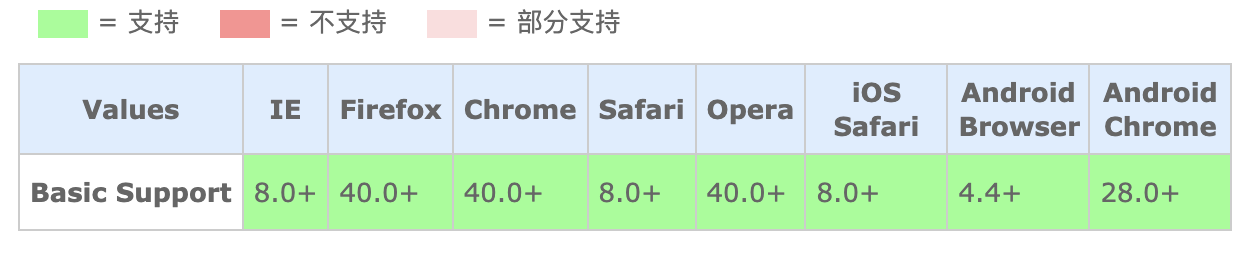 = 支持 = 不支持 = 部分支持
Values IE Firefox Chrome Safari Opera iOS Safari Android Browser Android Chrome
Basic Support 8.0+ 40.0+ 40.0+ 8.0+ 40.0+ 8.0+ 4.4+ 28.0+